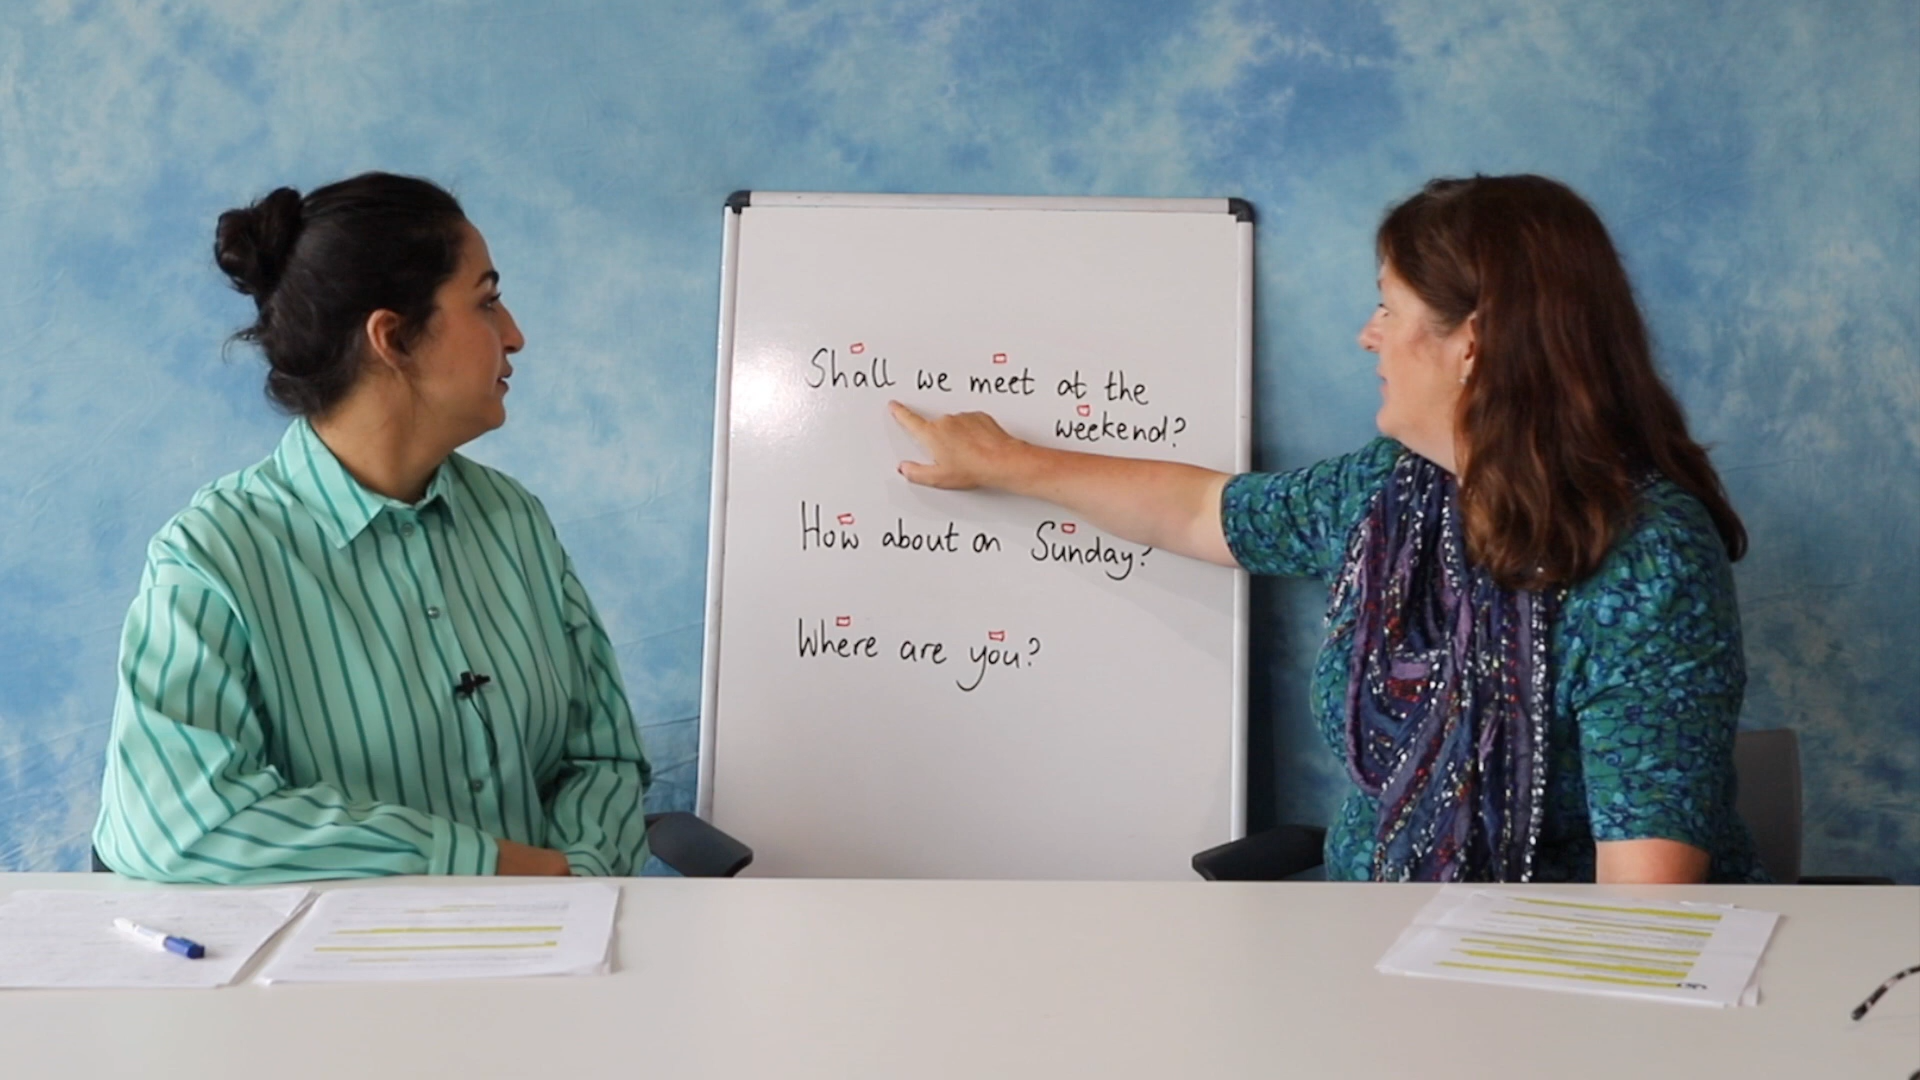 Shall we meet at the
weekend?
How about on Sunday?
Where are you?